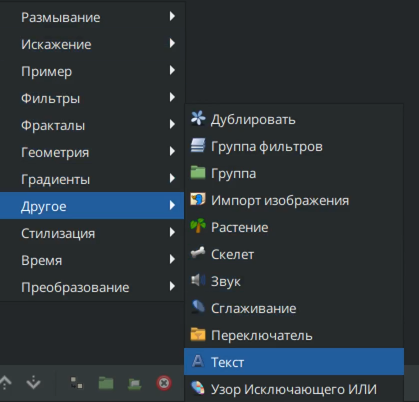 Размывание
Искажение
Пример
Фильтры
Фракталы
Геометрия
Градиенты
Другое
Стилизация
Время
Преобразование
Дублировать
Группа фильтров
Группа
Импорт изображения
Растение
Скелет
Звук
Сглаживание
Переключатель
Текст
Узор Исключающего ИЛИ